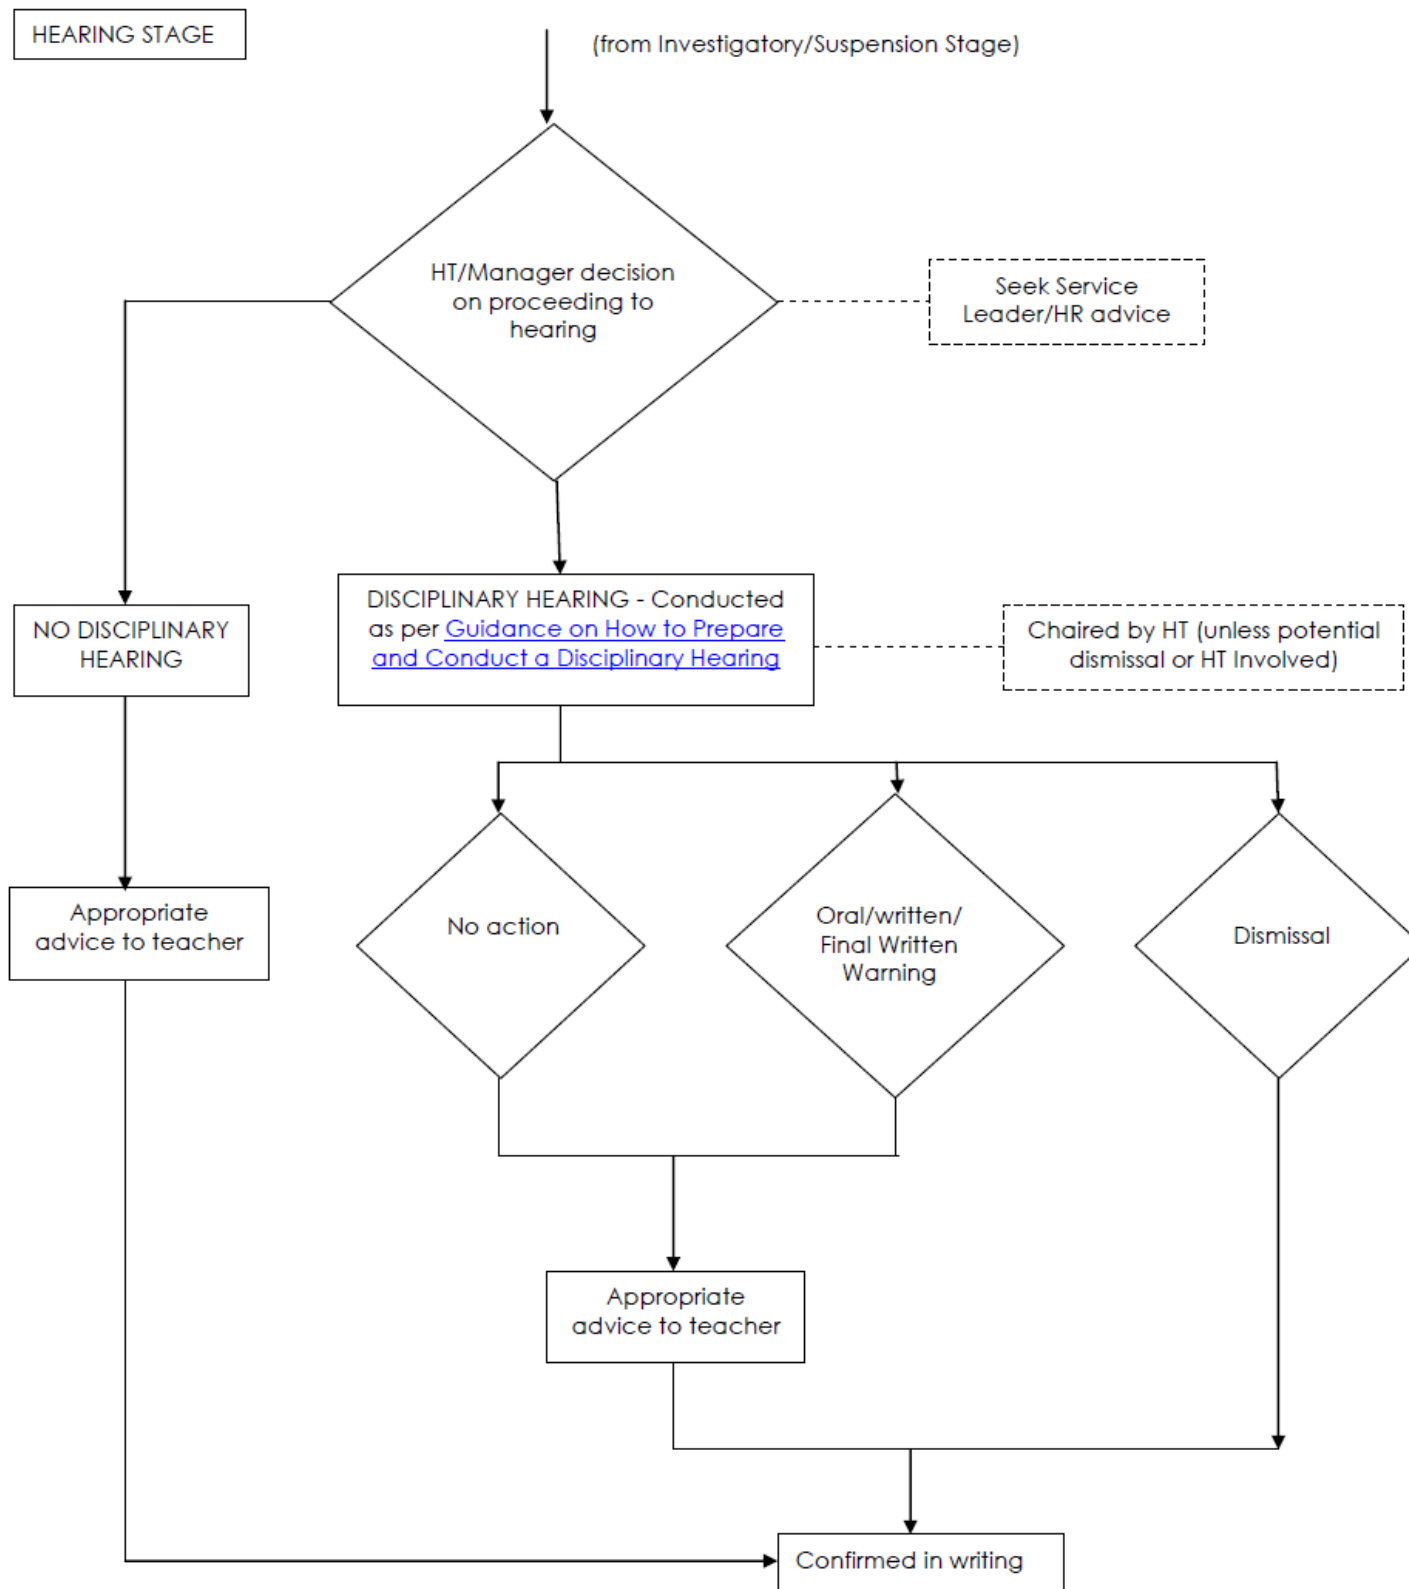 HEARING STAGE
(from Investigatory/Suspension Stage)
HT/Manager decision
on proceeding to
hearing
Seek Service
Leader/HR advice
NO DISCIPLINARY
HEARING
DISCIPLINARY HEARING - Conducted
as per Guidance on How to Prepare
and Conduct a Disciplinary Hearing
Chaired by HT (unless potential
dismissal or HT Involved)
Appropriate
advice to teacher
No action
Oral/written/
Final Written
Warning
Dismissal
Appropriate
advice to teacher
Confirmed in writing